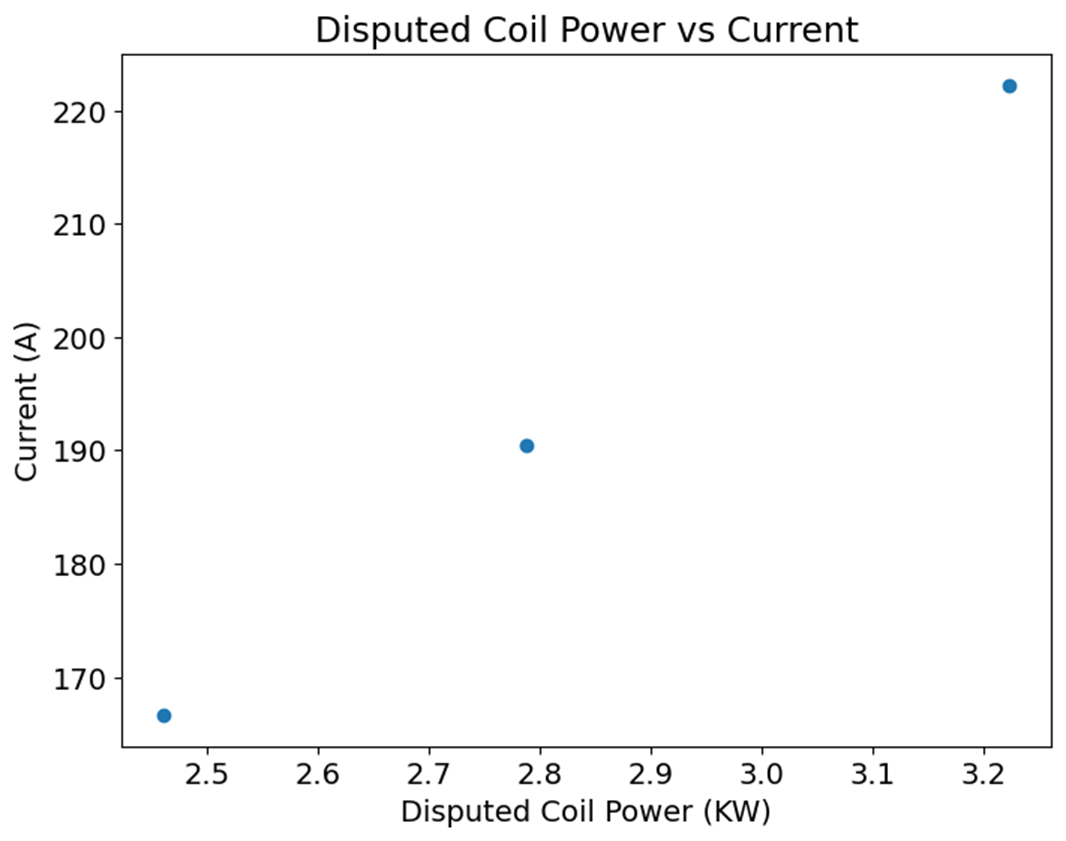 Disputed Coil Power vs Current
Current (A)
220
210
200
190
180
170
2.5 2.6 2.7 2.8 2.9 3.0 3.1 3.2
Disputed Coil Power (KW)